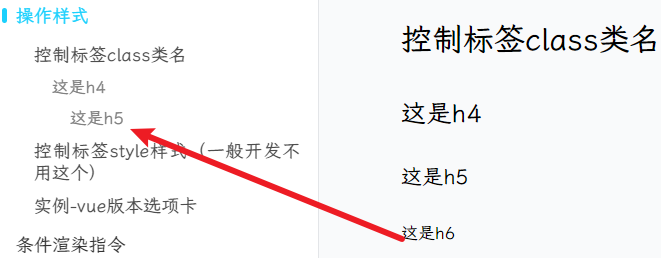 操作样式
控制标签class类名
这是h4
这是h5
控制标签style样式（一般开发不
用这个）
实例-vue版本选项卡
条件渲染指令
控制标签class类名
这是h4
这是h5
这是h6